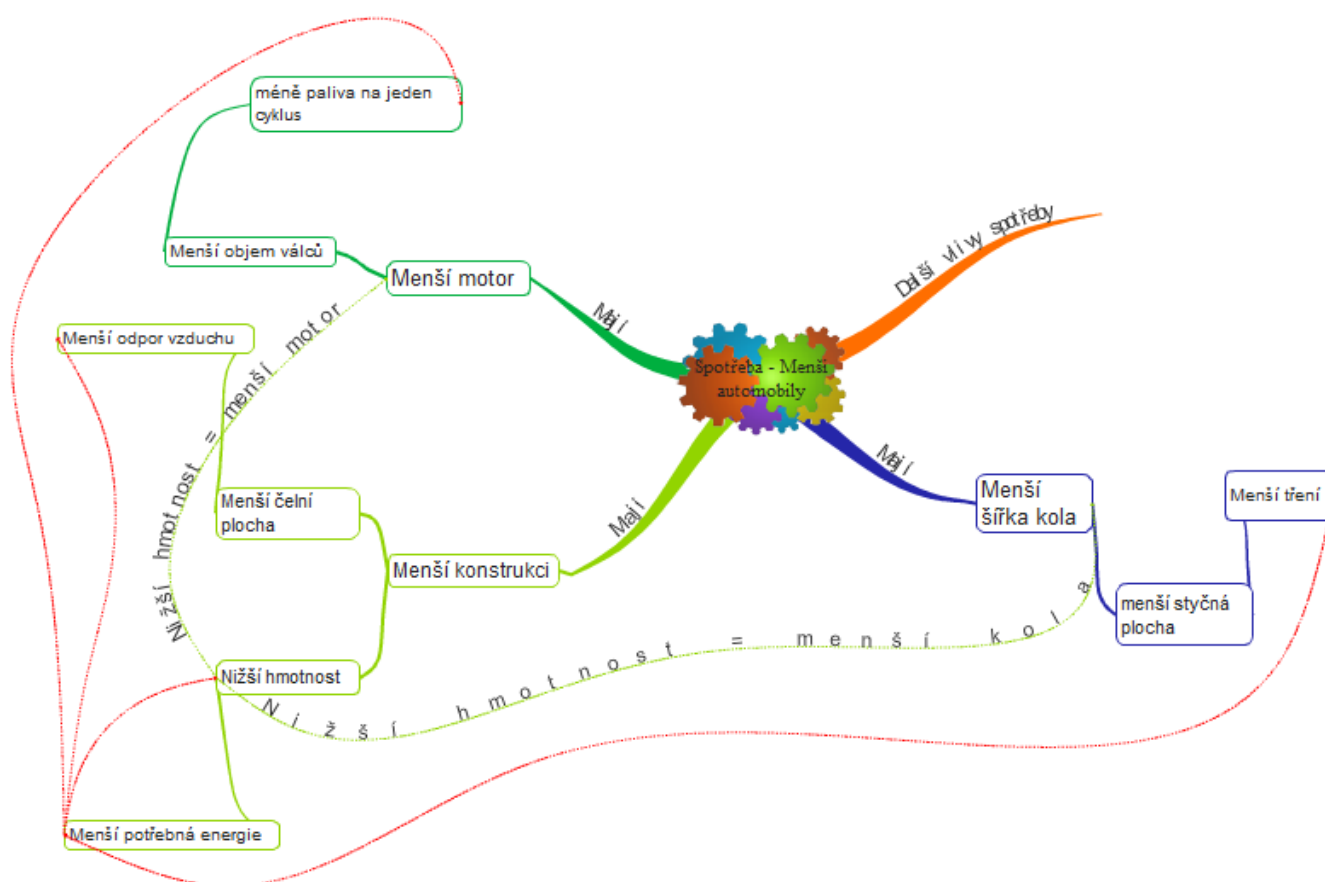 méně paliva na jeden
cyklus
Menší objem válců
Menší motor
Mají
Další vlivy spotřeby
Menší odpor vzduchu
Nižší hmotnost = menší motor
Spotřeba - Menší
automobily
Mají
Menší
šířka kola
Menší tření
Menší čelní
plocha
Mají
Menší konstrukci
menší styčná
plocha
Nižší hmotnost
Nižší hmotnost = menší kola
Menší potřebná energie